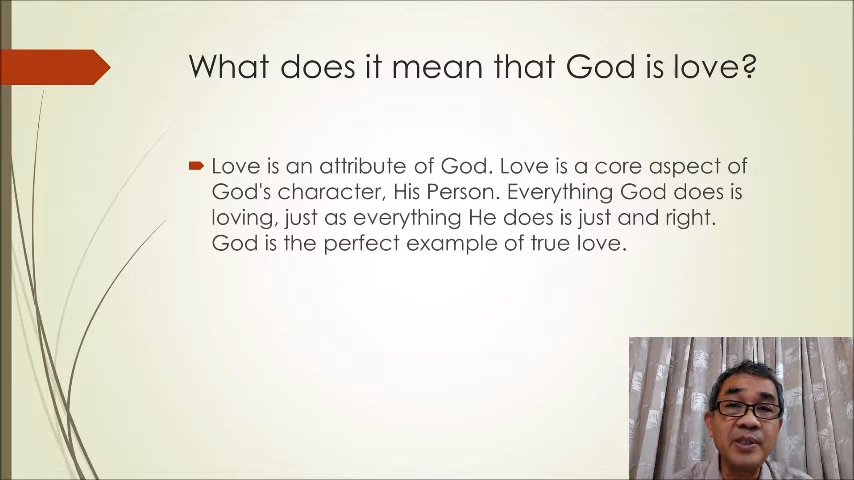 What does it mean that God is love?
Love is an attribute of God. Love is a core aspect of
God's character, His Person. Everything God does is
loving, just as everything He does is just and right.
God is the perfect example of true love.